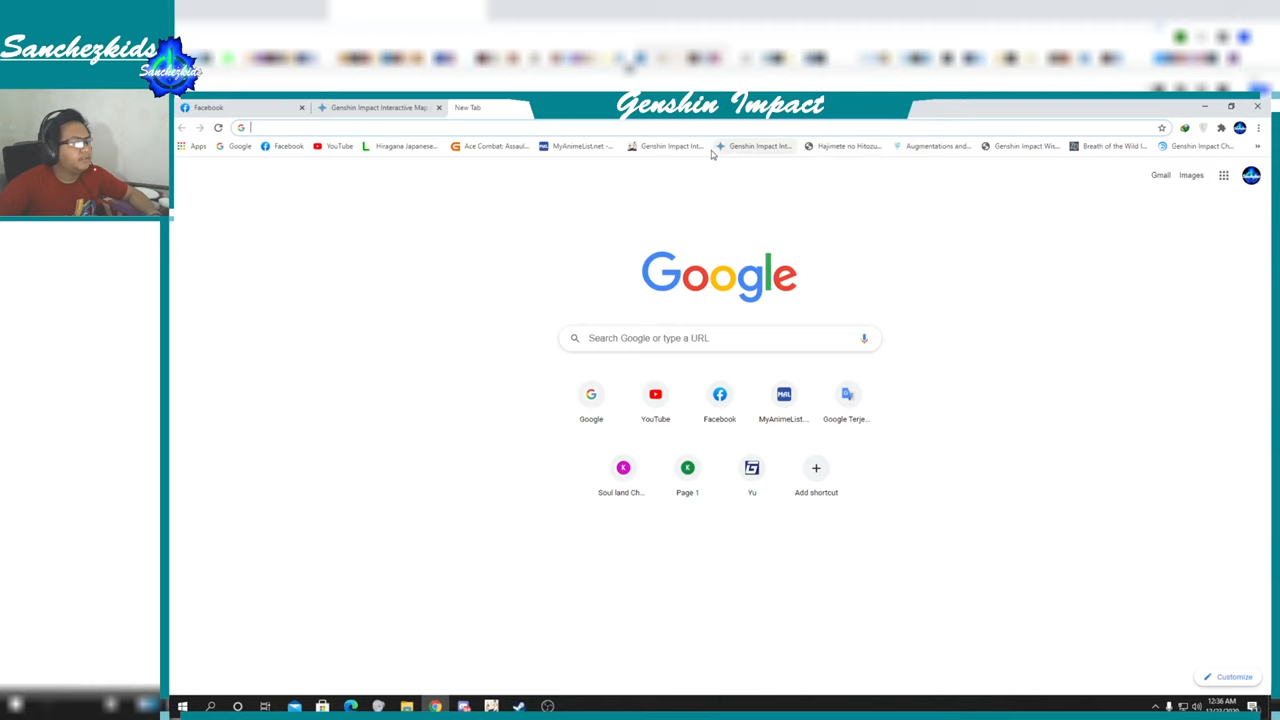 Sanchezkids
Sanchezkids
Genshin Impact
Facebook
Genshin Impact Interactive Map
New Tab
Apps
Google
Facebook
YouTube
Hiragana Japanese...
Ace Combat: Assaul...
MyAnimeList.net -...
Genshin Impact Int...
Genshin Impact Int...
Hajimete no Hitozu...
Augmentations and...
Genshin Impact Wis...
Breath of the Wild I...
Genshin Impact Ch...
Gmail
Images
Google
Search Google or type a URL
Google
YouTube
Facebook
MyAnimeList...
Google Terje...
Soul land Ch...
Page 1
Yu
Add shortcut
Customize
12:36 AM